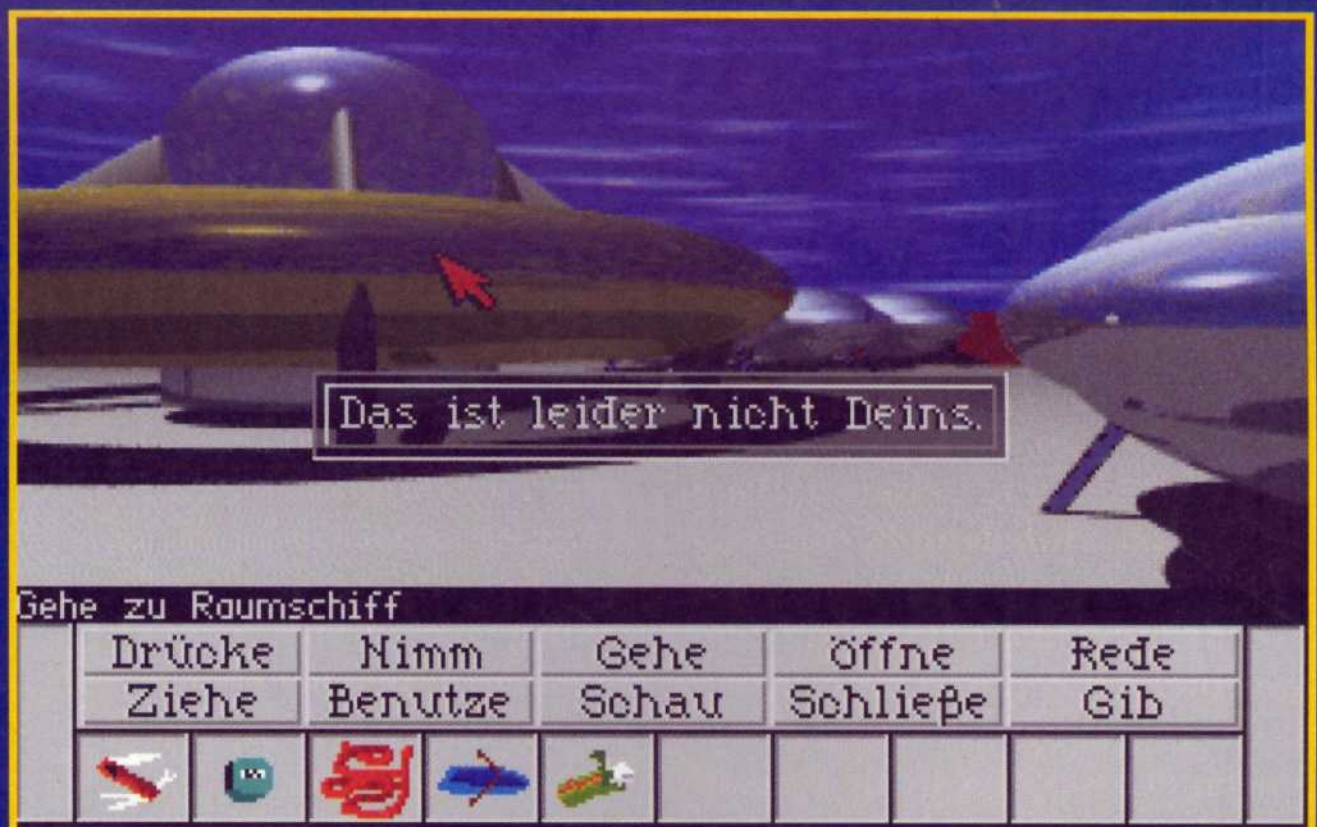 Das ist leider nicht Deins.
Gehe zu Raumschiff
Drücke Nimm Gehe Öffne Rede
Ziehe Benutze Schau Schließe Gib